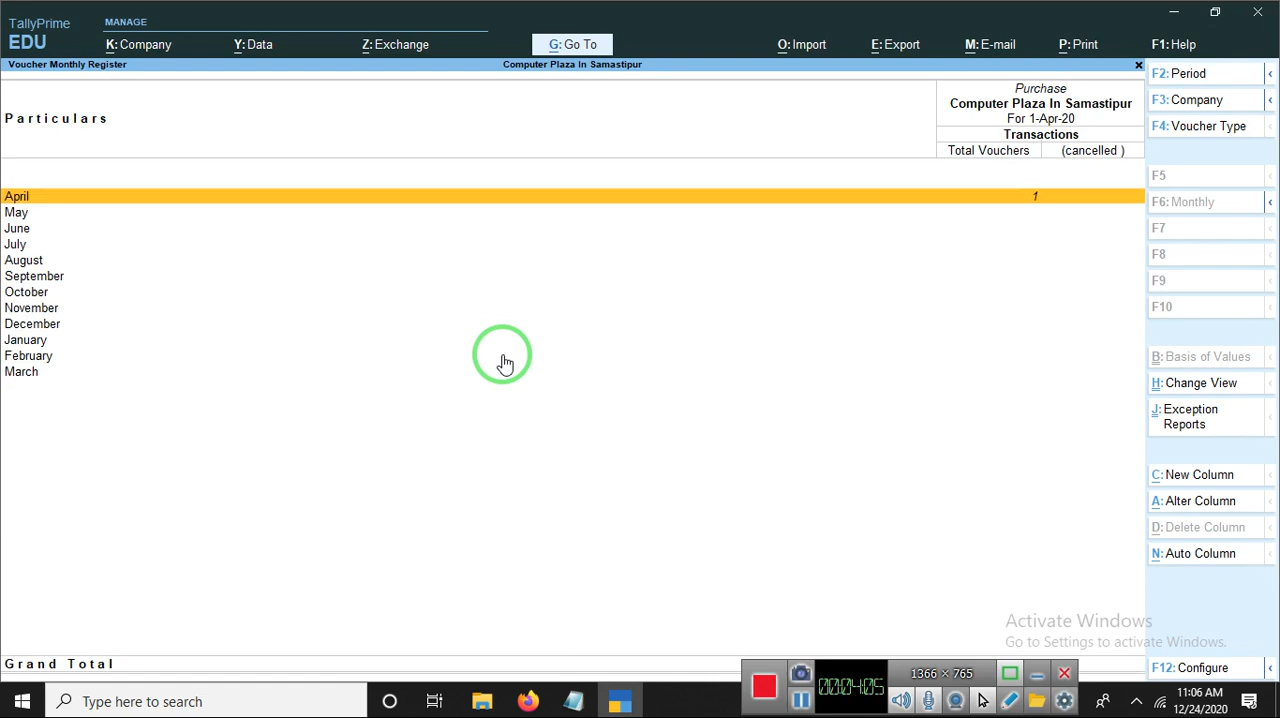 TallyPrime
EDU
MANAGE
K: Company
Y: Data
Z: Exchange
G: Go To
O: Import
E: Export
M: E-mail
P: Print
F1: Help
Voucher Monthly Register
Computer Plaza In Samastipur
Particulars
Purchase
Computer Plaza In Samastipur
For 1-Apr-20
Transactions
Total Vouchers
(cancelled )
April
1
May
June
July
August
September
October
November
December
January
February
March
Grand Total
F2: Period
F3: Company
F4: Voucher Type
F5
F6: Monthly
F7
F8
F9
F10
B: Basis of Values
H: Change View
J: Exception
Reports
C: New Column
A: Alter Column
D: Delete Column
N: Auto Column
Activate Windows
Go to Settings to activate Windows.
F12: Configure
00:04:05
1366 × 765
Type here to search
11:06 AM
12/24/2020